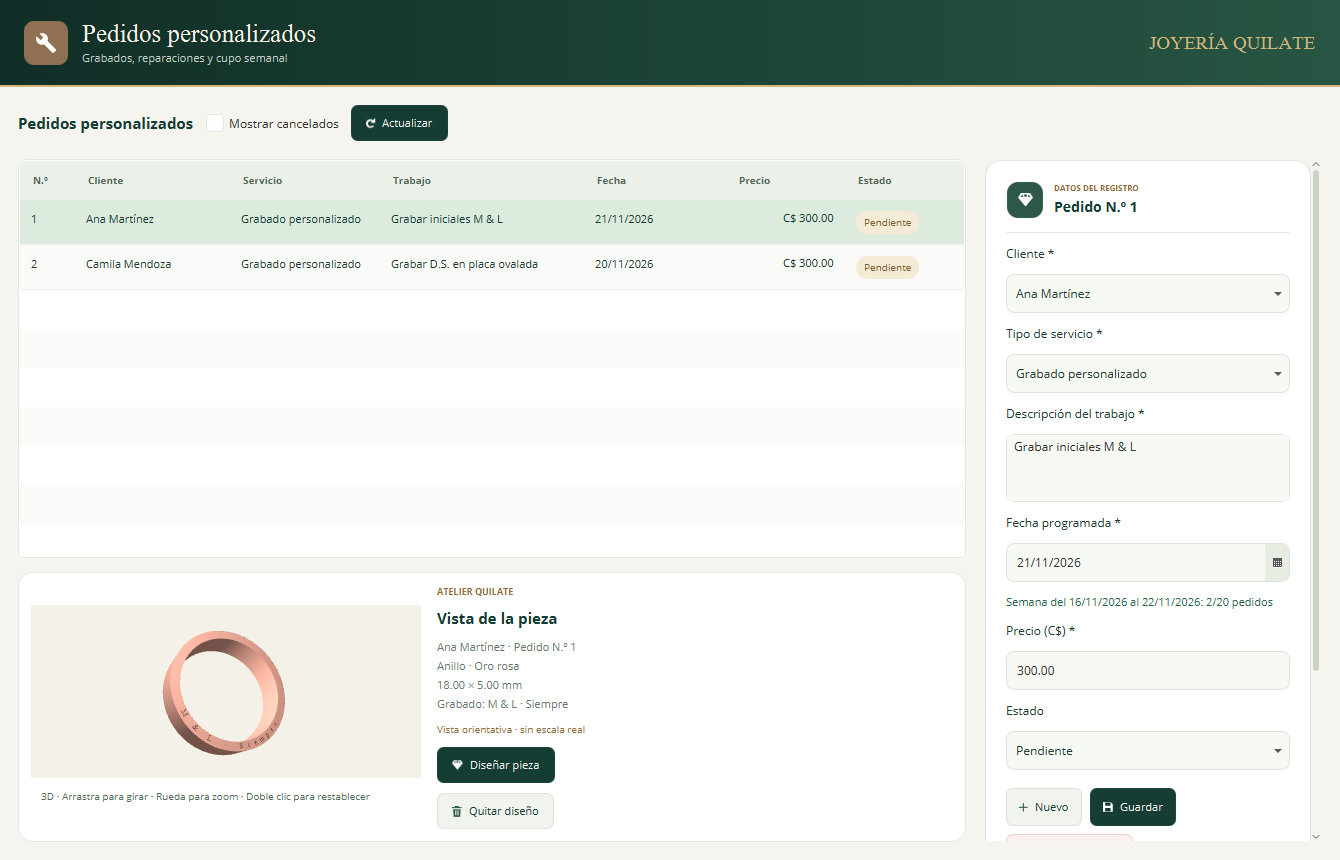 Pedidos personalizados
Grabados, reparaciones y cupo semanal
JOYERÍA QUILATE
Pedidos personalizados
Mostrar cancelados
Actualizar
N.º Cliente Servicio Trabajo Fecha Precio Estado
1 Ana Martínez Grabado personalizado Grabar iniciales M & L 21/11/2026 C$ 300.00 Pendiente
2 Camila Mendoza Grabado personalizado Grabar D.S. en placa ovalada 20/11/2026 C$ 300.00 Pendiente
M & L · Siempre
3D · Arrastra para girar · Rueda para zoom · Doble clic para restablecer
ATELIER QUILATE
Vista de la pieza
Ana Martínez · Pedido N.º 1
Anillo · Oro rosa
18.00 × 5.00 mm
Grabado: M & L · Siempre
Vista orientativa · sin escala real
Diseñar pieza
Quitar diseño
DATOS DEL REGISTRO
Pedido N.º 1
Cliente *
Ana Martínez
Tipo de servicio *
Grabado personalizado
Descripción del trabajo *
Grabar iniciales M & L
Fecha programada *
21/11/2026
Semana del 16/11/2026 al 22/11/2026: 2/20 pedidos
Precio (C$) *
300.00
Estado
Pendiente
Nuevo
Guardar